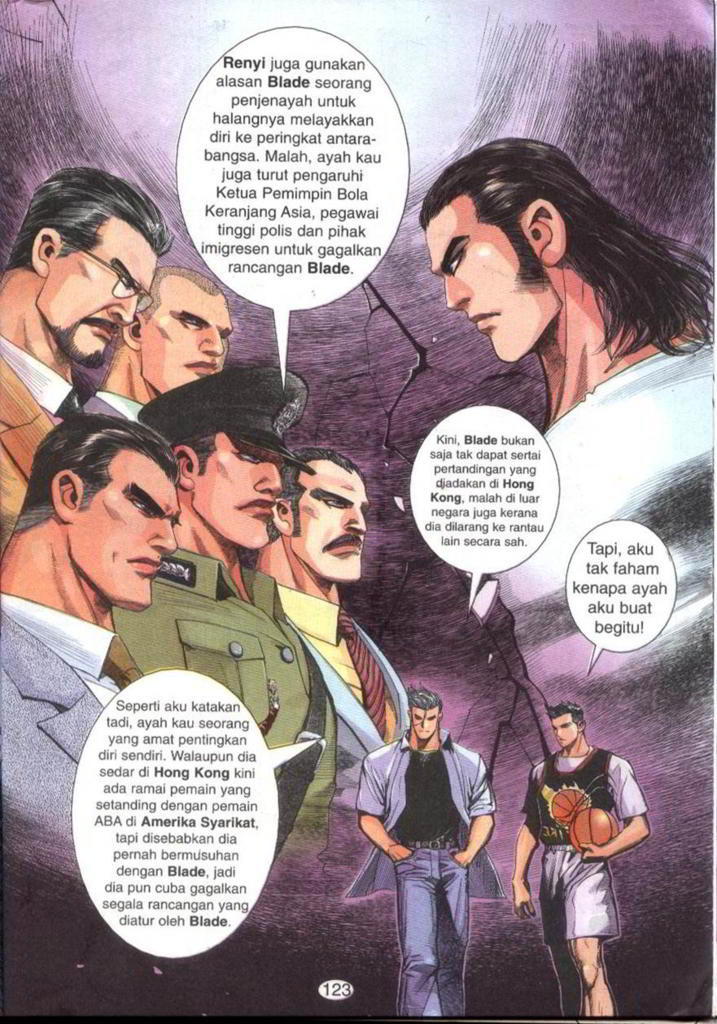 Renyi juga gunakan
alasan Blade seorang
penjenayah untuk
halangnya melayakkan
diri ke peringkat antara-
bangsa. Malah, ayah kau
juga turut pengaruhi
Ketua Pemimpin Bola
Keranjang Asia, pegawai
tinggi polis dan pihak
imigresen untuk gagalkan
rancangan Blade.
Kini, Blade bukan
saja tak dapat sertai
pertandingan yang
djadakan di Hong
Kong, malah di luar
negara juga kerana
dia dilarang ke rantau
lain secara sah.
Tapi, aku
tak faham
kenapa ayah
aku buat
begitu!
Seperti aku katakan
tadi, ayah kau seorang
yang amat pentingkan
diri sendiri. Walaupun dia
sedar di Hong Kong kini
ada ramai pemain yang
setanding dengan pemain
ABA di Amerika Syarikat,
tapi disebabkan dia
pernah bermusuhan
dengan Blade, jadi
dia pun cuba gagalkan
segala rancangan yang
diatur oleh Blade.
123